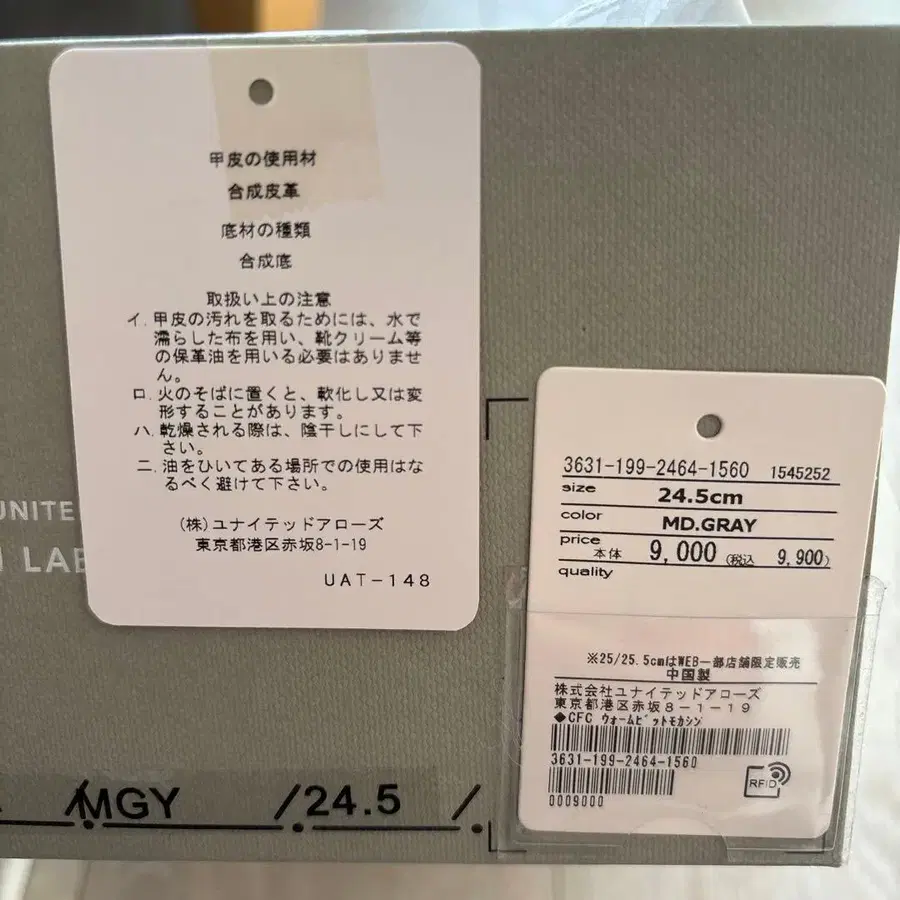 甲皮の使用材
合成皮革
底材の種類
合成底
取扱い上の注意
イ. 甲皮の汚れを取るためには、水で
濡らした布を用い、靴クリーム等
の保革油を用いる必要はありませ
ん。
ロ. 火のそばに置くと、軟化し又は変
形することがあります。
ハ. 乾燥される際は、陰干しにして下
さい。
ニ. 油をひいてある場所での使用はな
るべく避けて下さい。
(株)ユナイテッドアローズ
東京都港区赤坂8-1-19
UAT-148
UNITE
LAB
MGY /24.5 /
3631-199-2464-1560 1545252
size 24.5cm
color MD.GRAY
price 本体 9,000 (税込 9,900)
quality
※25/25.5cmはWEB一部店舗限定販売
中国製
株式会社ユナイテッドアローズ
東京都港区赤坂8-1-19
◆CFC ウォームビットモカシン
3631-199-2464-1560
0009000
RFID